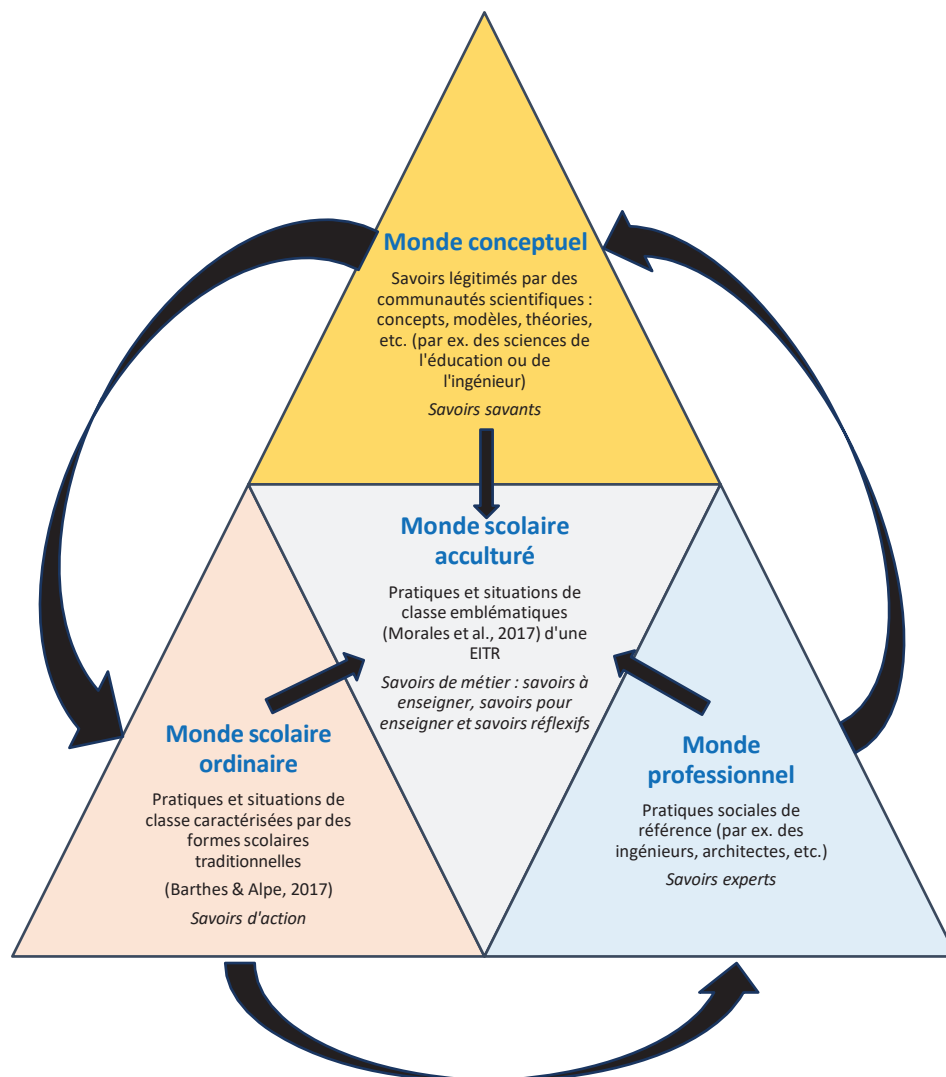 Monde conceptuel
Savoirs légitimés par des
communautés scientifiques :
concepts, modèles, théories,
etc. (par ex. des sciences de
l'éducation ou de
l'ingénieur)
Savoirs savants
Monde scolaire
acculturé
Pratiques et situations de
classe emblématiques
(Morales et al., 2017) d'une
EITR
Savoirs de métier : savoirs à
enseigner, savoirs pour
enseigner et savoirs réflexifs
Monde scolaire
ordinaire
Pratiques et situations de
classe caractérisées par des
formes scolaires
traditionnelles
(Barthes & Alpe, 2017)
Savoirs d'action
Monde
professionnel
Pratiques sociales de
référence (par ex. des
ingénieurs, architectes, etc.)
Savoirs experts